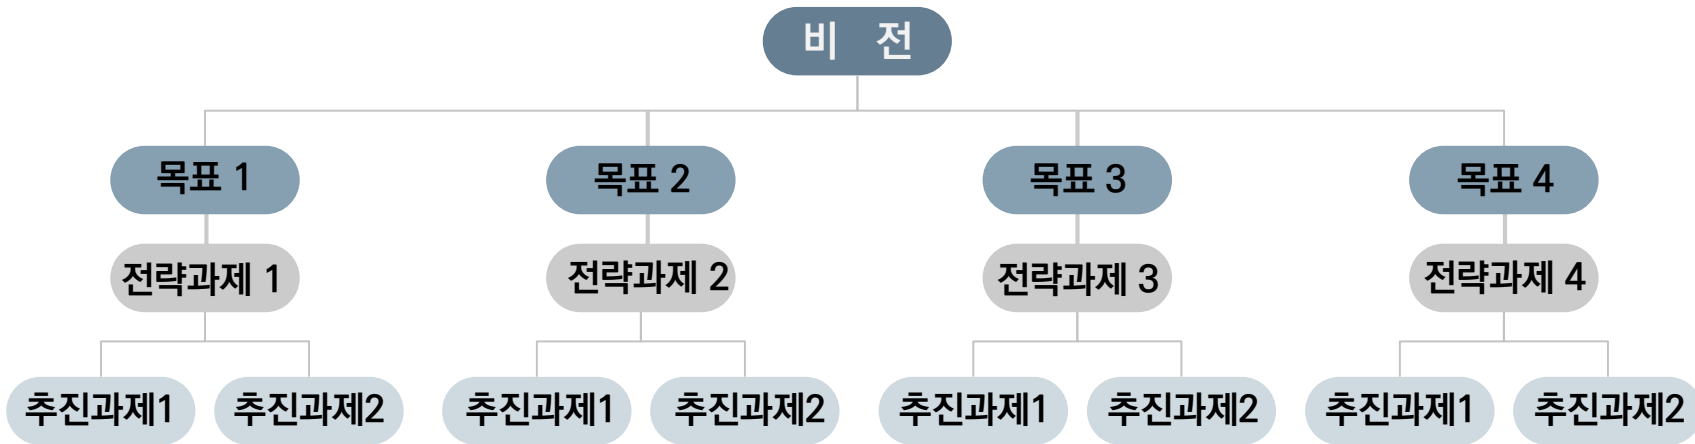 비 전
목표 1
목표 2
목표 3
목표 4
전략과제 1
전략과제 2
전략과제 3
전략과제 4
추진과제1
추진과제2
추진과제1
추진과제2
추진과제1
추진과제2
추진과제1
추진과제2